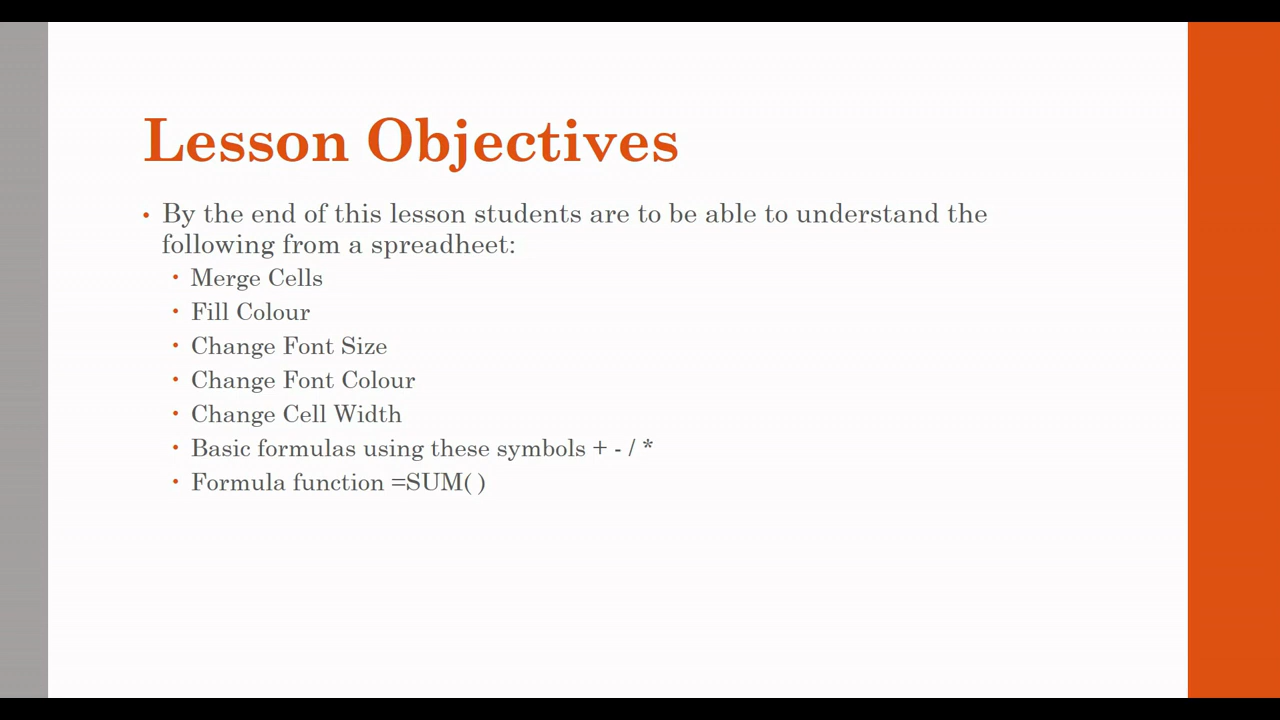 Lesson Objectives
• By the end of this lesson students are to be able to understand the
following from a spreadheet:
• Merge Cells
• Fill Colour
• Change Font Size
• Change Font Colour
• Change Cell Width
• Basic formulas using these symbols + - / *
• Formula function =SUM( )